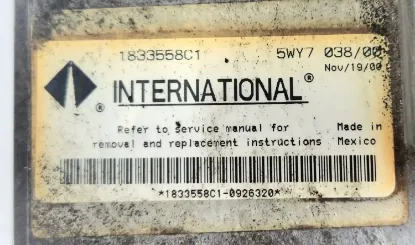 1833558C1 5WY7 038/00
Nov/19/00
® INTERNATIONAL®
Refer to service manual for Made in
removal and replacement instructions Mexico
*1833558C1-0926320*